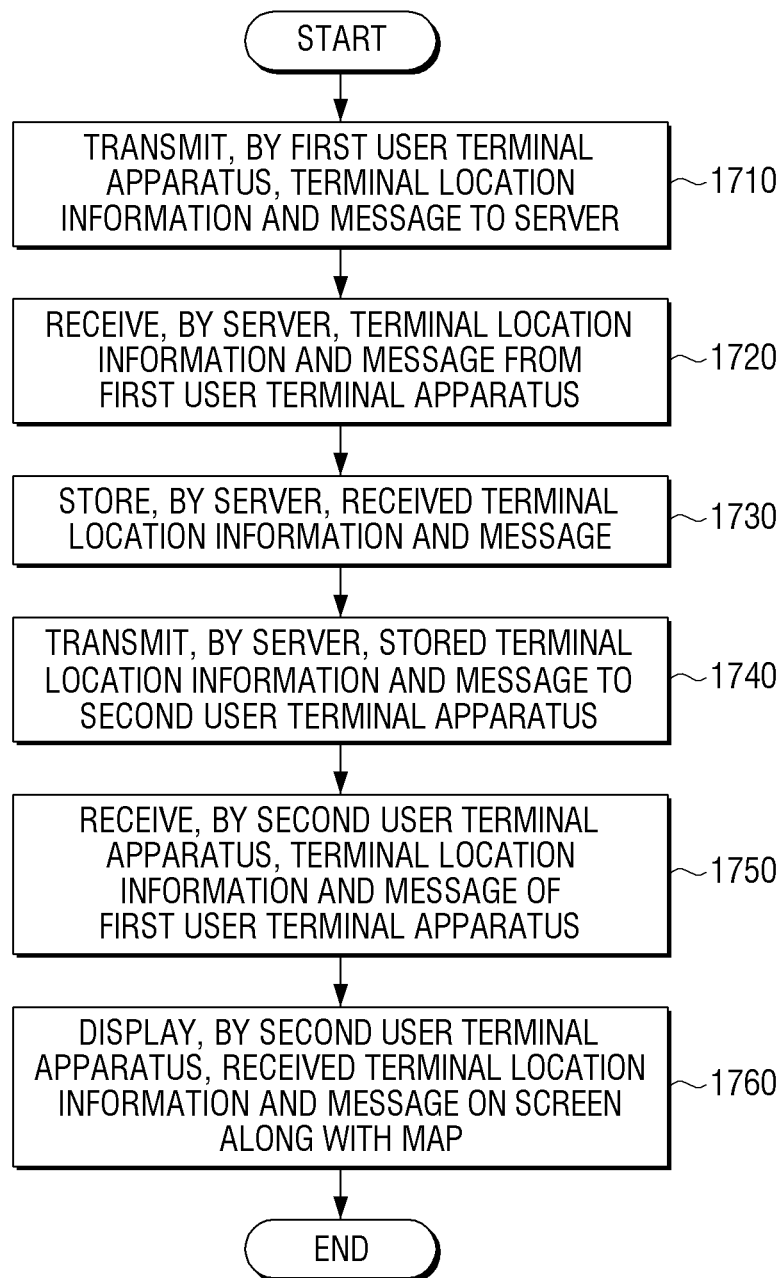 START
TRANSMIT, BY FIRST USER TERMINAL
APPARATUS, TERMINAL LOCATION
INFORMATION AND MESSAGE TO SERVER
1710
RECEIVE, BY SERVER, TERMINAL LOCATION
INFORMATION AND MESSAGE FROM
FIRST USER TERMINAL APPARATUS
1720
STORE, BY SERVER, RECEIVED TERMINAL
LOCATION INFORMATION AND MESSAGE
1730
TRANSMIT, BY SERVER, STORED TERMINAL
LOCATION INFORMATION AND MESSAGE TO
SECOND USER TERMINAL APPARATUS
1740
RECEIVE, BY SECOND USER TERMINAL
APPARATUS, TERMINAL LOCATION
INFORMATION AND MESSAGE OF
FIRST USER TERMINAL APPARATUS
1750
DISPLAY, BY SECOND USER TERMINAL
APPARATUS, RECEIVED TERMINAL LOCATION
INFORMATION AND MESSAGE ON SCREEN
ALONG WITH MAP
1760
END